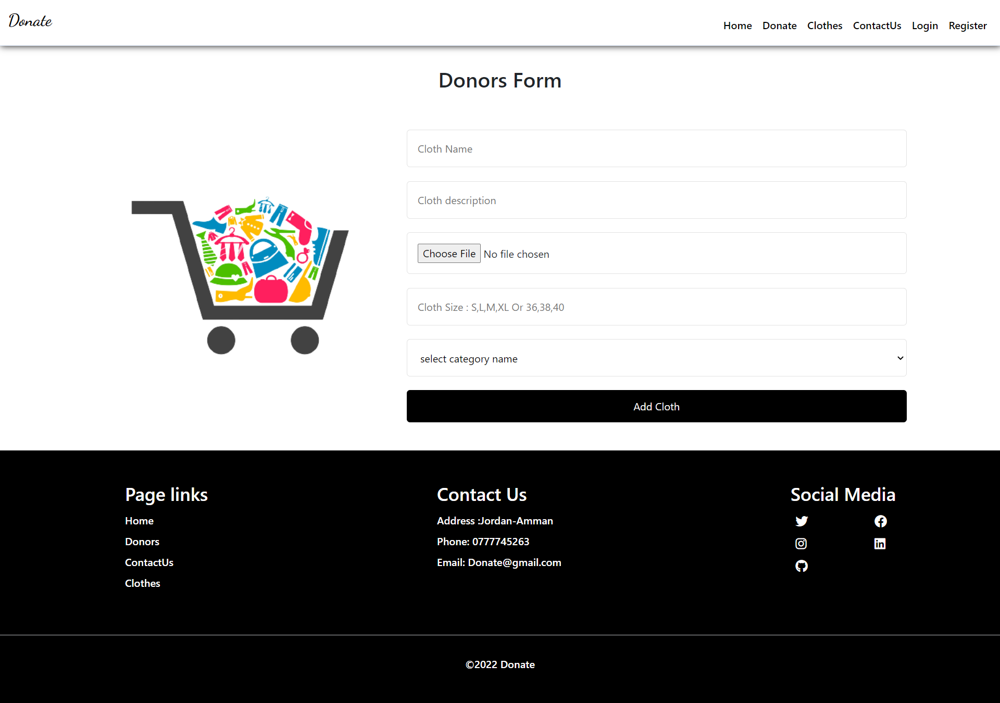 Donate
Home Donate Clothes ContactUs Login Register
Donors Form
Cloth Name
Cloth description
Choose File No file chosen
Cloth Size : S,L,M,XL Or 36,38,40
select category name
Add Cloth
Page links
Home
Donors
ContactUs
Clothes
Contact Us
Address :Jordan-Amman
Phone: 0777745263
Email: Donate@gmail.com
Social Media
©2022 Donate